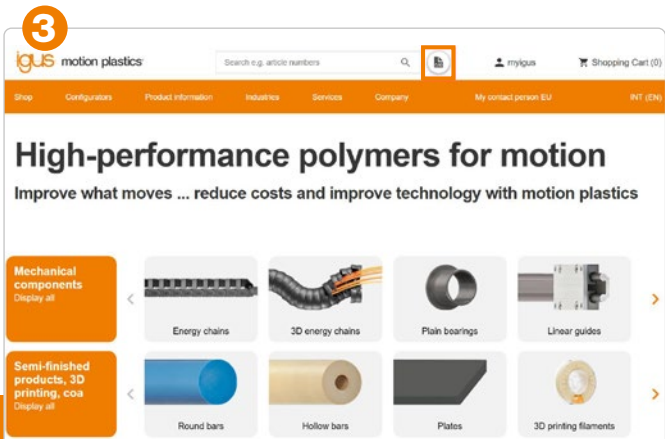 3
igus motion plastics
Search e.g. article numbers
myigus
Shopping Cart (0)
Shop Configurators Product information Industries Services Company My contact person EU INT (EN)
High-performance polymers for motion
Improve what moves ... reduce costs and improve technology with motion plastics
Mechanical
components
Display all
Energy chains
3D energy chains
Plain bearings
Linear guides
Semi-finished
products, 3D
printing, coa
Display all
Round bars
Hollow bars
Plates
3D printing filaments